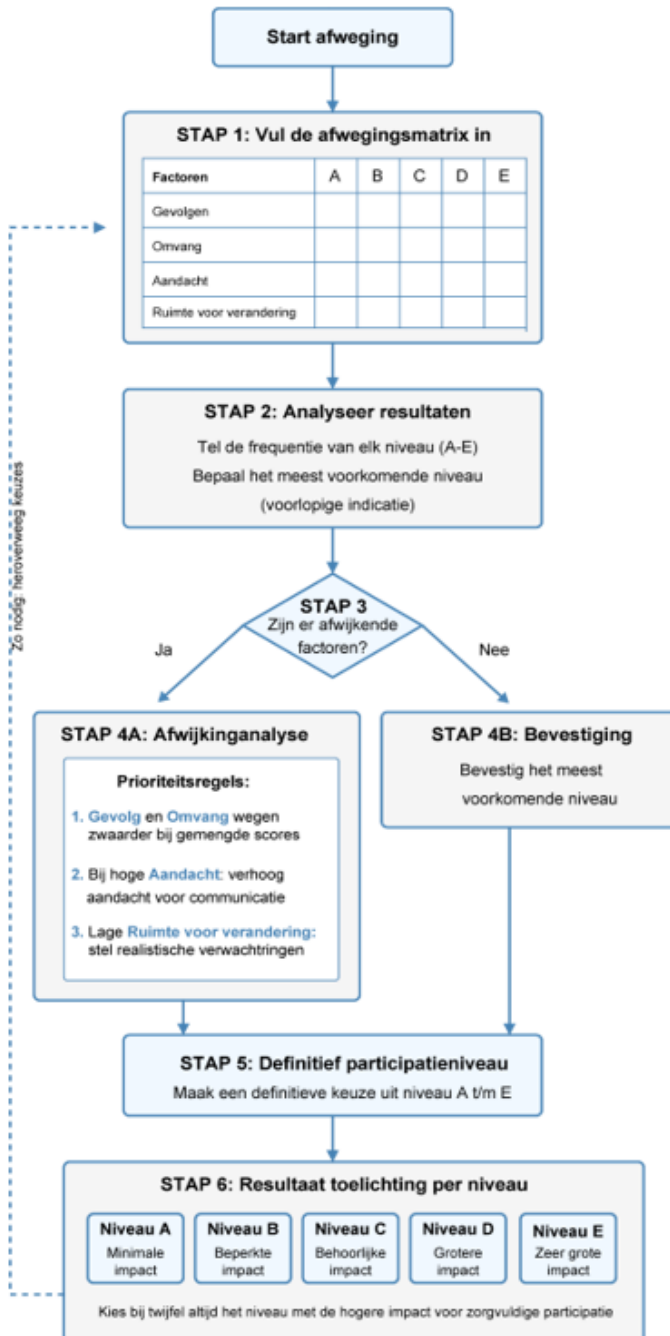 Start afweging
STAP 1: Vul de afwegingsmatrix in
Factoren A B C D E
Gevolgen
Omvang
Aandacht
Ruimte voor verandering
STAP 2: Analyseer resultaten
Tel de frequentie van elk niveau (A-E)
Bepaal het meest voorkomende niveau
(voorlopige indicatie)
Zo nodig: heroverweeg keuzes
STAP 3
Zijn er afwijkende
factoren?
Ja
Nee
STAP 4A: Afwijkinganalyse
Prioriteitsregels:
1. Gevolg en Omvang wegen
zwaarder bij gemengde scores
2. Bij hoge Aandacht: verhoog
aandacht voor communicatie
3. Lage Ruimte voor verandering:
stel realistische verwachtringen
STAP 4B: Bevestiging
Bevestig het meest
voorkomende niveau
STAP 5: Definitief participatieniveau
Maak een definitieve keuze uit niveau A t/m E
STAP 6: Resultaat toelichting per niveau
Niveau A
Minimale
impact
Niveau B
Beperkte
impact
Niveau C
Behoorlijke
impact
Niveau D
Grotere
impact
Niveau E
Zeer grote
impact
Kies bij twijfel altijd het niveau met de hogere impact voor zorgvuldige participatie